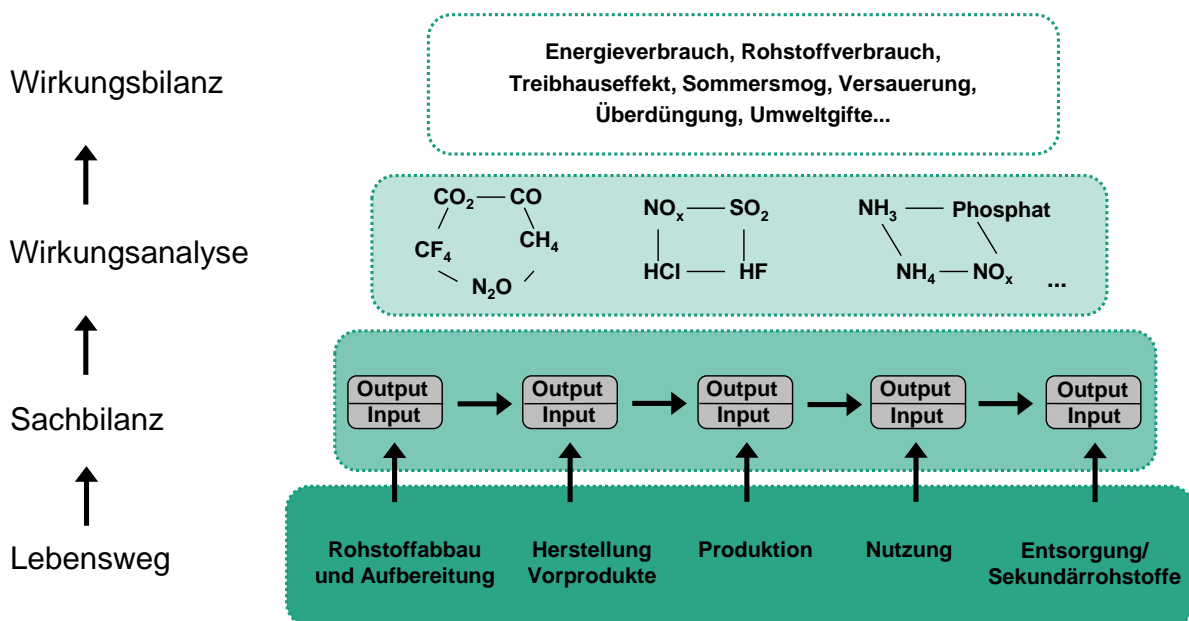 Wirkungsbilanz
Energieverbrauch, Rohstoffverbrauch,
Treibhauseffekt, Sommersmog, Versauerung,
Überdüngung, Umweltgifte...
Wirkungsanalyse
CO₂ CO
CF₄ CH₄
N₂O
NOₓ SO₂
HCl HF
NH₃ Phosphat
NH₄ NOₓ
...
Sachbilanz
Output Output Output Output Output
Input Input Input Input Input
Lebensweg
Rohstoffabbau
und Aufbereitung
Herstellung
Vorprodukte
Produktion
Nutzung
Entsorgung/
Sekundärrohstoffe